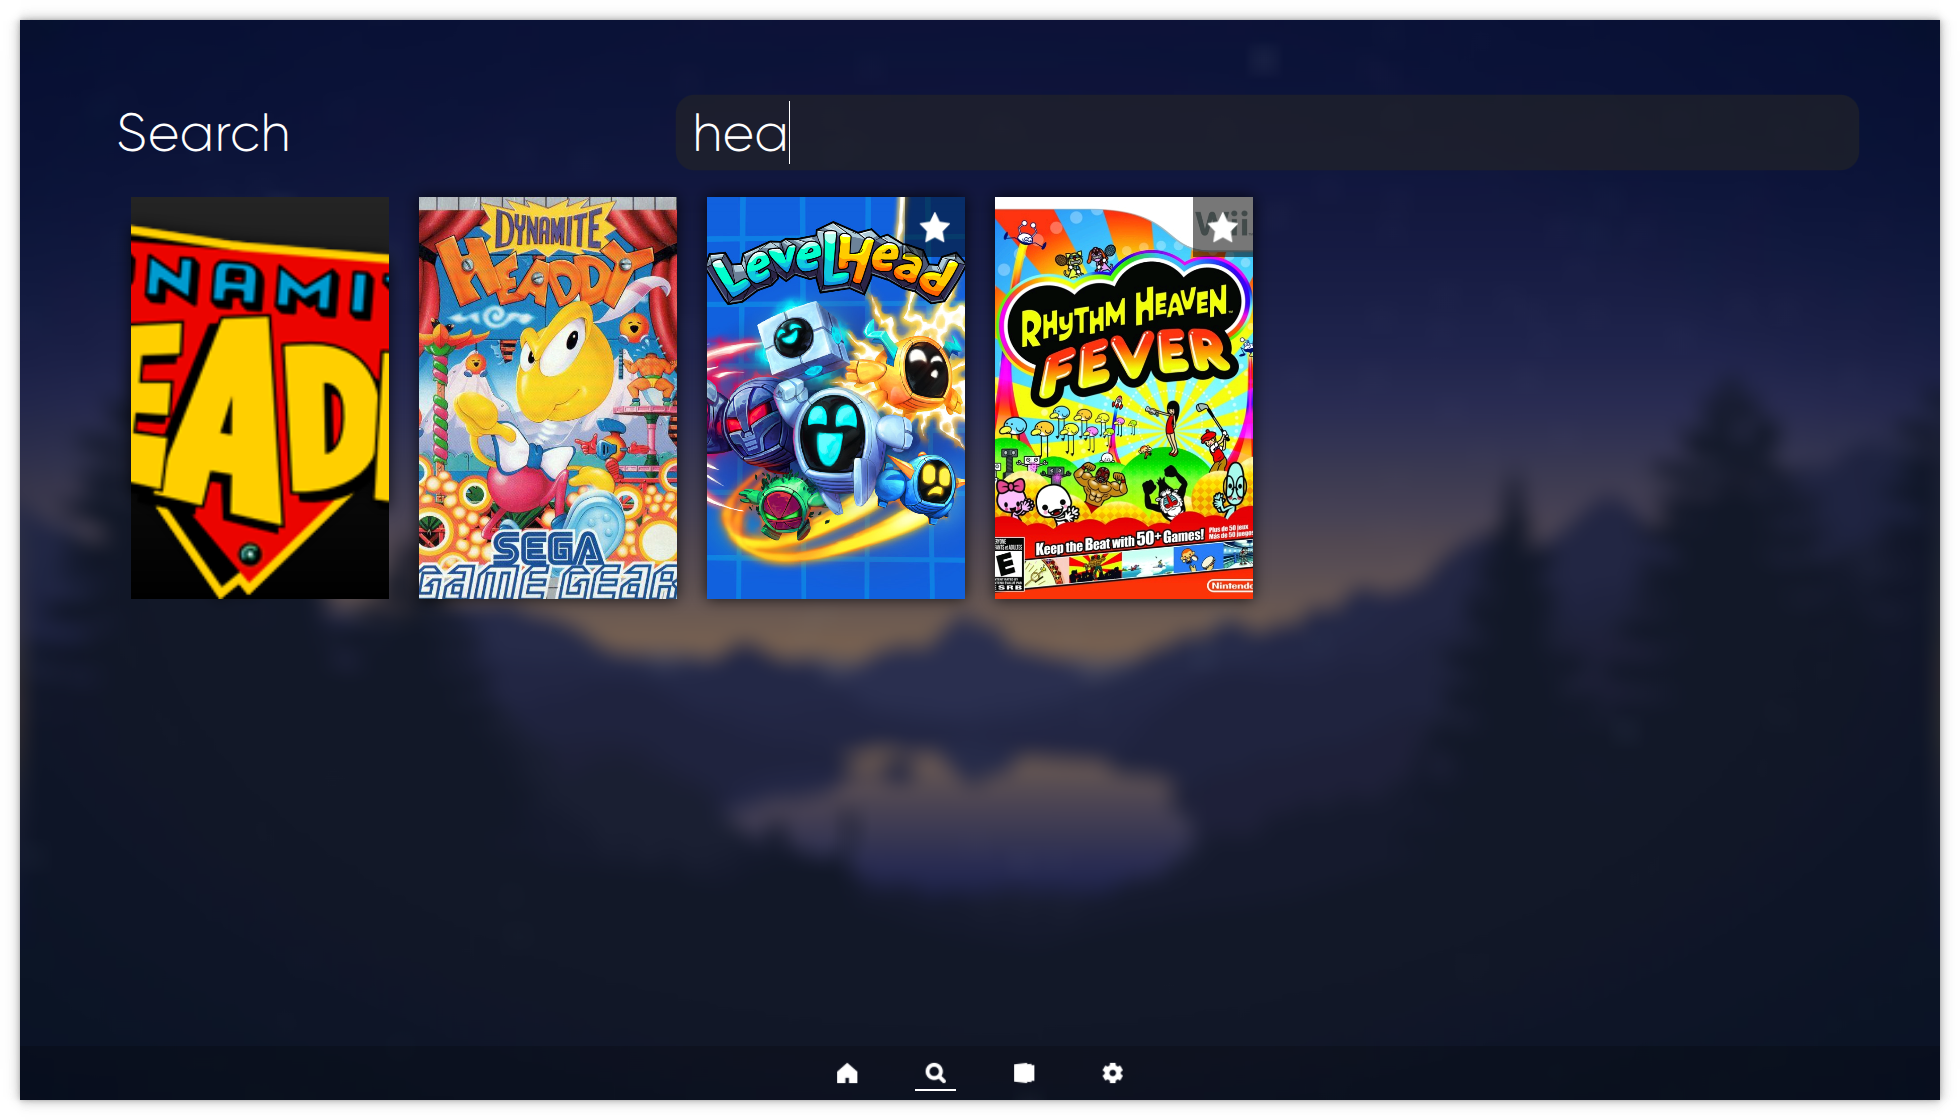 Search
hea
NAMI
EAD
DYNAMITE
HEADDY
SEGA
GAME GEAR
LEVELHEAD
Wii
RHYTHM HEAVEN
FEVER
Keep the Beat with 50+ Games!
Plus de 50 jeux
Más de 50 juegos
E
ESRB
Nintendo